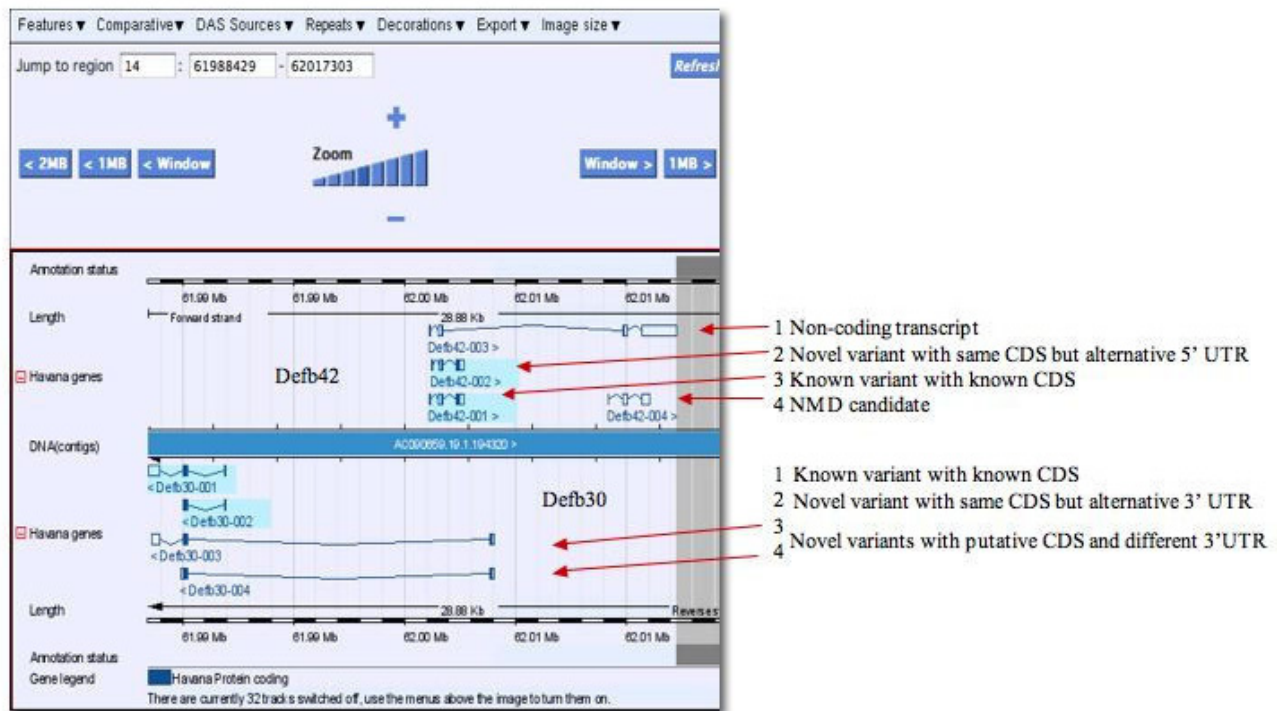 Features ▼ Comparative ▼ DAS Sources ▼ Repeats ▼ Decorations ▼ Export ▼ Image size ▼
Jump to region 14 : 61988429 - 62017303 Refres
+
Zoom
< 2MB < 1MB < Window Window > 1MB >
−
Annotation status
61.99 Mb 61.99 Mb 62.00 Mb 62.01 Mb 62.01 Mb
Length Forward strand 28.88 Kb
Defb42-003 >
Havana genes Defb42
Defb42-002 >
Defb42-001 > Defb42-004 >
1 Non-coding transcript
2 Novel variant with same CDS but alternative 5' UTR
3 Known variant with known CDS
4 NMD candidate
DNA(contigs) AC090659.19.1.194320 >
< Defb30-001
< Defb30-002
Defb30
Havana genes
< Defb30-003
< Defb30-004
1 Known variant with known CDS
2 Novel variant with same CDS but alternative 3' UTR
3
4 Novel variants with putative CDS and different 3'UTR
Length 28.88 Kb Reverse s
61.99 Mb 61.99 Mb 62.00 Mb 62.01 Mb 62.01 Mb
Annotation status
Gene legend Havana Protein coding
There are currently 32 tracks switched off, use the menus above the image to turn them on.